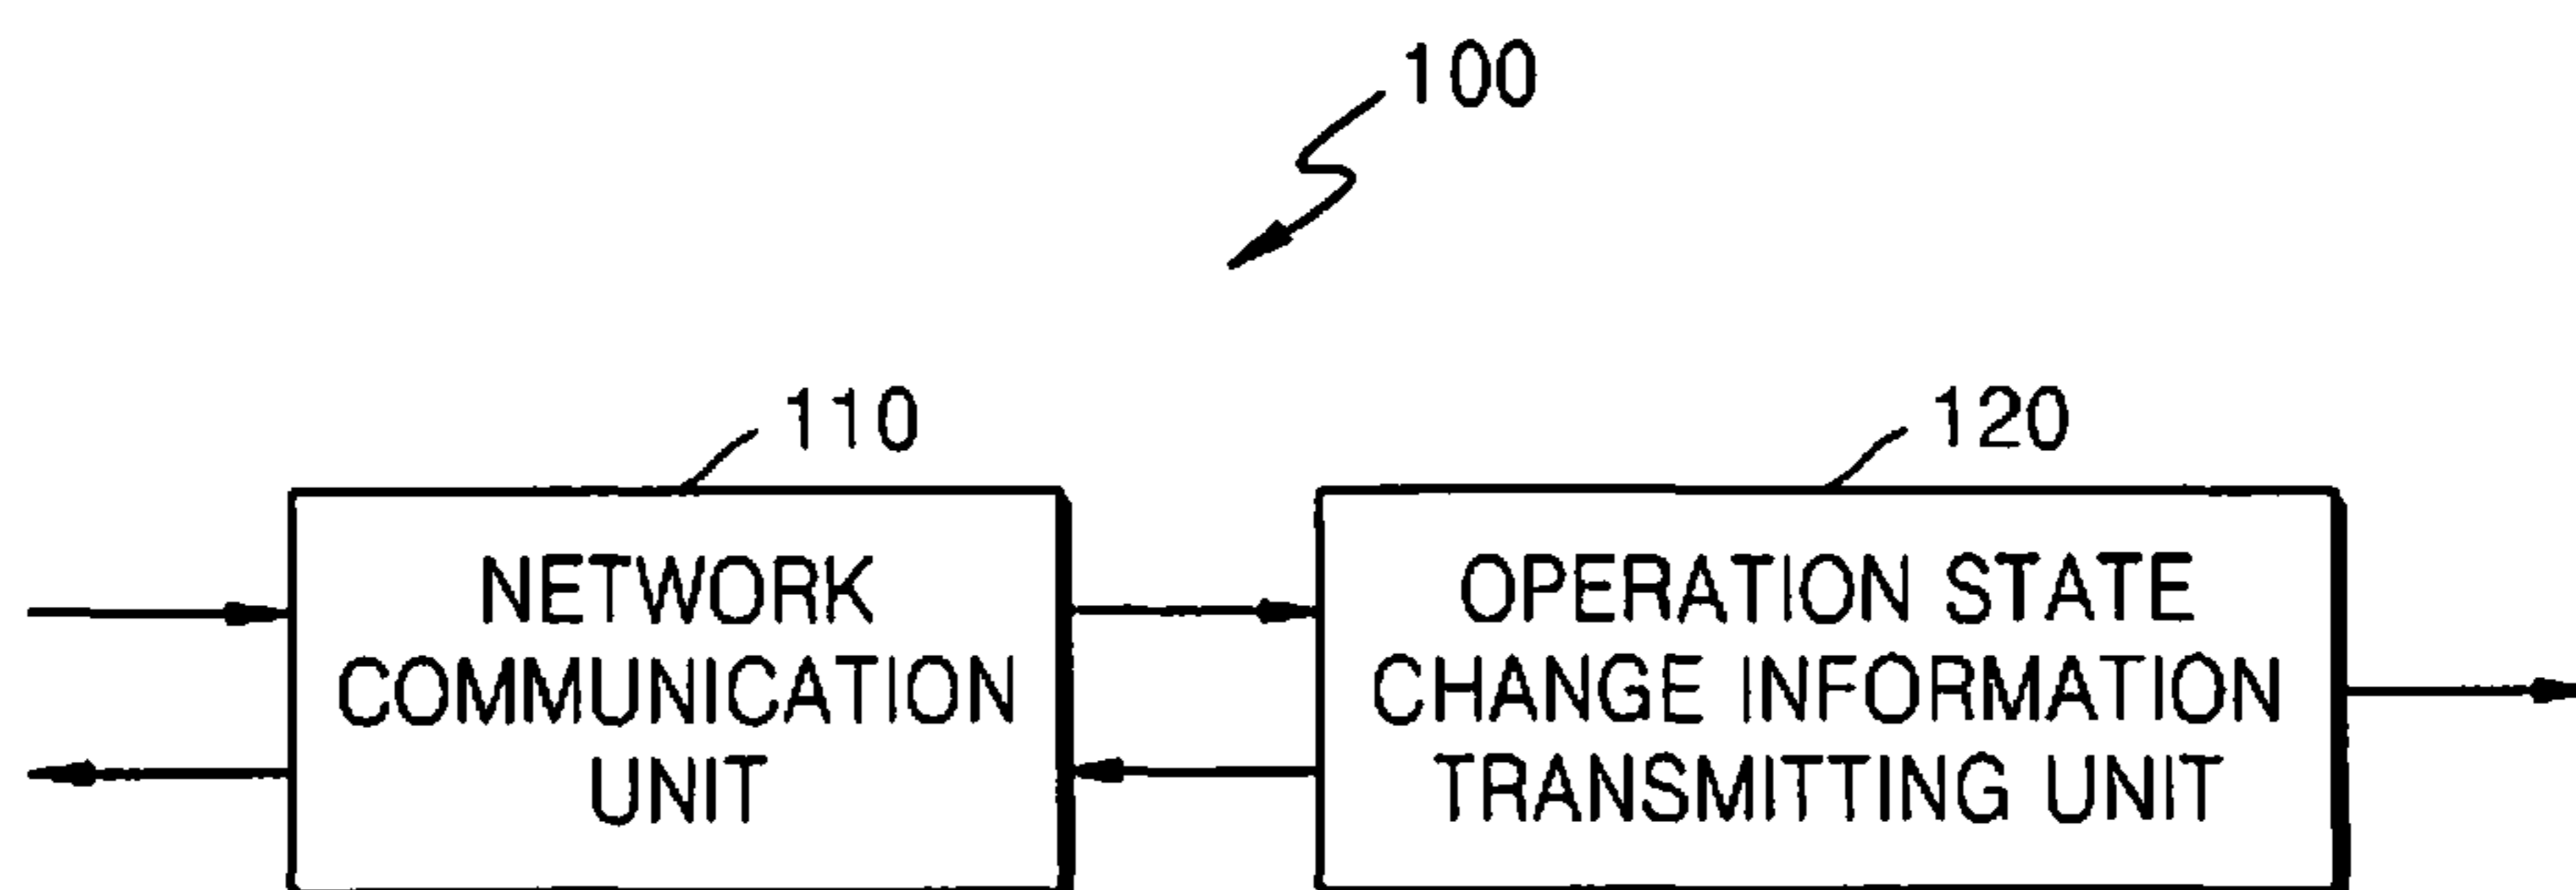 100
110
120
NETWORK
COMMUNICATION
UNIT
OPERATION STATE
CHANGE INFORMATION
TRANSMITTING UNIT